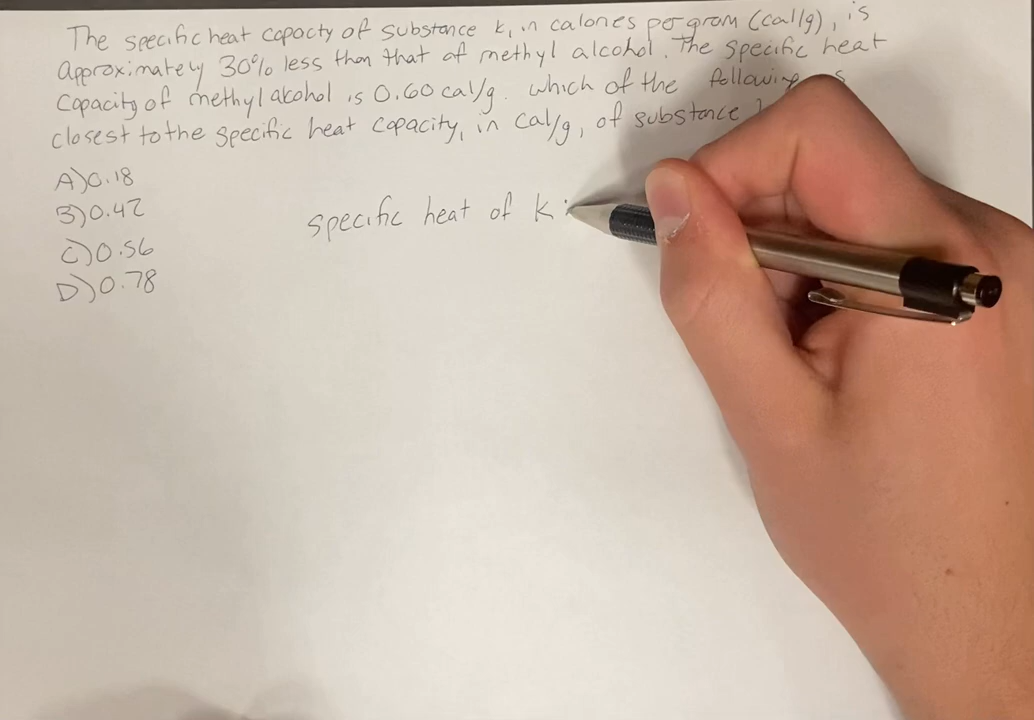 The specific heat capacty of substance k, in calories per gram (cal/g), is
Approximately 30% less than that of methyl alcohol. The specific heat
Capacity of methyl alcohol is 0.60 cal/g. which of the following
closest to the specific heat capacity, in cal/g, of substance
A) 0.18
B) 0.42
C) 0.56
D) 0.78
specific heat of K :